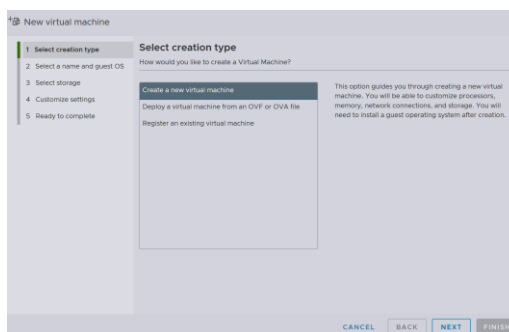 New virtual machine
1 Select creation type
2 Select a name and guest OS
3 Select storage
4 Customize settings
5 Ready to complete
Select creation type
How would you like to create a Virtual Machine?
Create a new virtual machine
Deploy a virtual machine from an OVF or OVA file
Register an existing virtual machine
This option guides you through creating a new virtual
machine. You will be able to customize processors,
memory, network connections, and storage. You will
need to install a guest operating system after creation.
CANCEL BACK NEXT FINISH